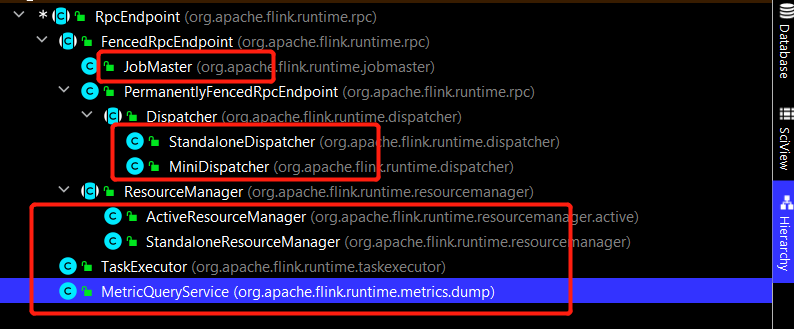 * RpcEndpoint (org.apache.flink.runtime.rpc)
FencedRpcEndpoint (org.apache.flink.runtime.rpc)
JobMaster (org.apache.flink.runtime.jobmaster)
PermanentlyFencedRpcEndpoint (org.apache.flink.runtime.rpc)
Dispatcher (org.apache.flink.runtime.dispatcher)
StandaloneDispatcher (org.apache.flink.runtime.dispatcher)
MiniDispatcher (org.apache.flink.runtime.dispatcher)
ResourceManager (org.apache.flink.runtime.resourcemanager)
ActiveResourceManager (org.apache.flink.runtime.resourcemanager.active)
StandaloneResourceManager (org.apache.flink.runtime.resourcemanager)
TaskExecutor (org.apache.flink.runtime.taskexecutor)
MetricQueryService (org.apache.flink.runtime.metrics.dump)
Database
SciView
Hierarchy